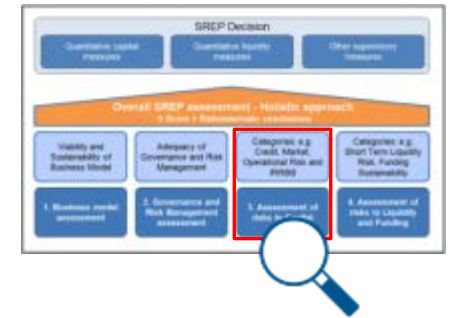 SREP Decision
Quantitative capital
measures
Quantitative liquidity
measures
Other supervisory
measures
Overall SREP assessment - Holistic approach
Viability and
Sustainability of
Business Model
Adequacy of
Governance and Risk
Management
Categories: e.g.
Credit, Market,
Operational Risk and
IRRBB
Categories: e.g.
Short Term Liquidity
Risk, Funding
Sustainability
1. Business model
assessment
2. Governance and
Risk Management
assessment
3. Assessment of
risks to Capital
4. Assessment of
risks to Liquidity
and Funding